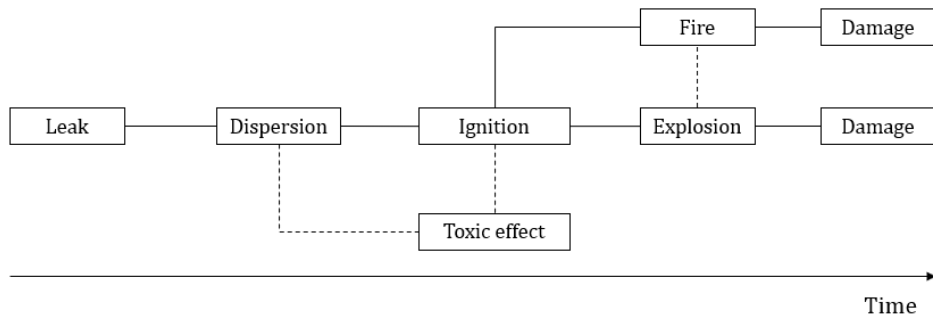 Fire
Damage
Leak
Dispersion
Ignition
Explosion
Damage
Toxic effect
Time